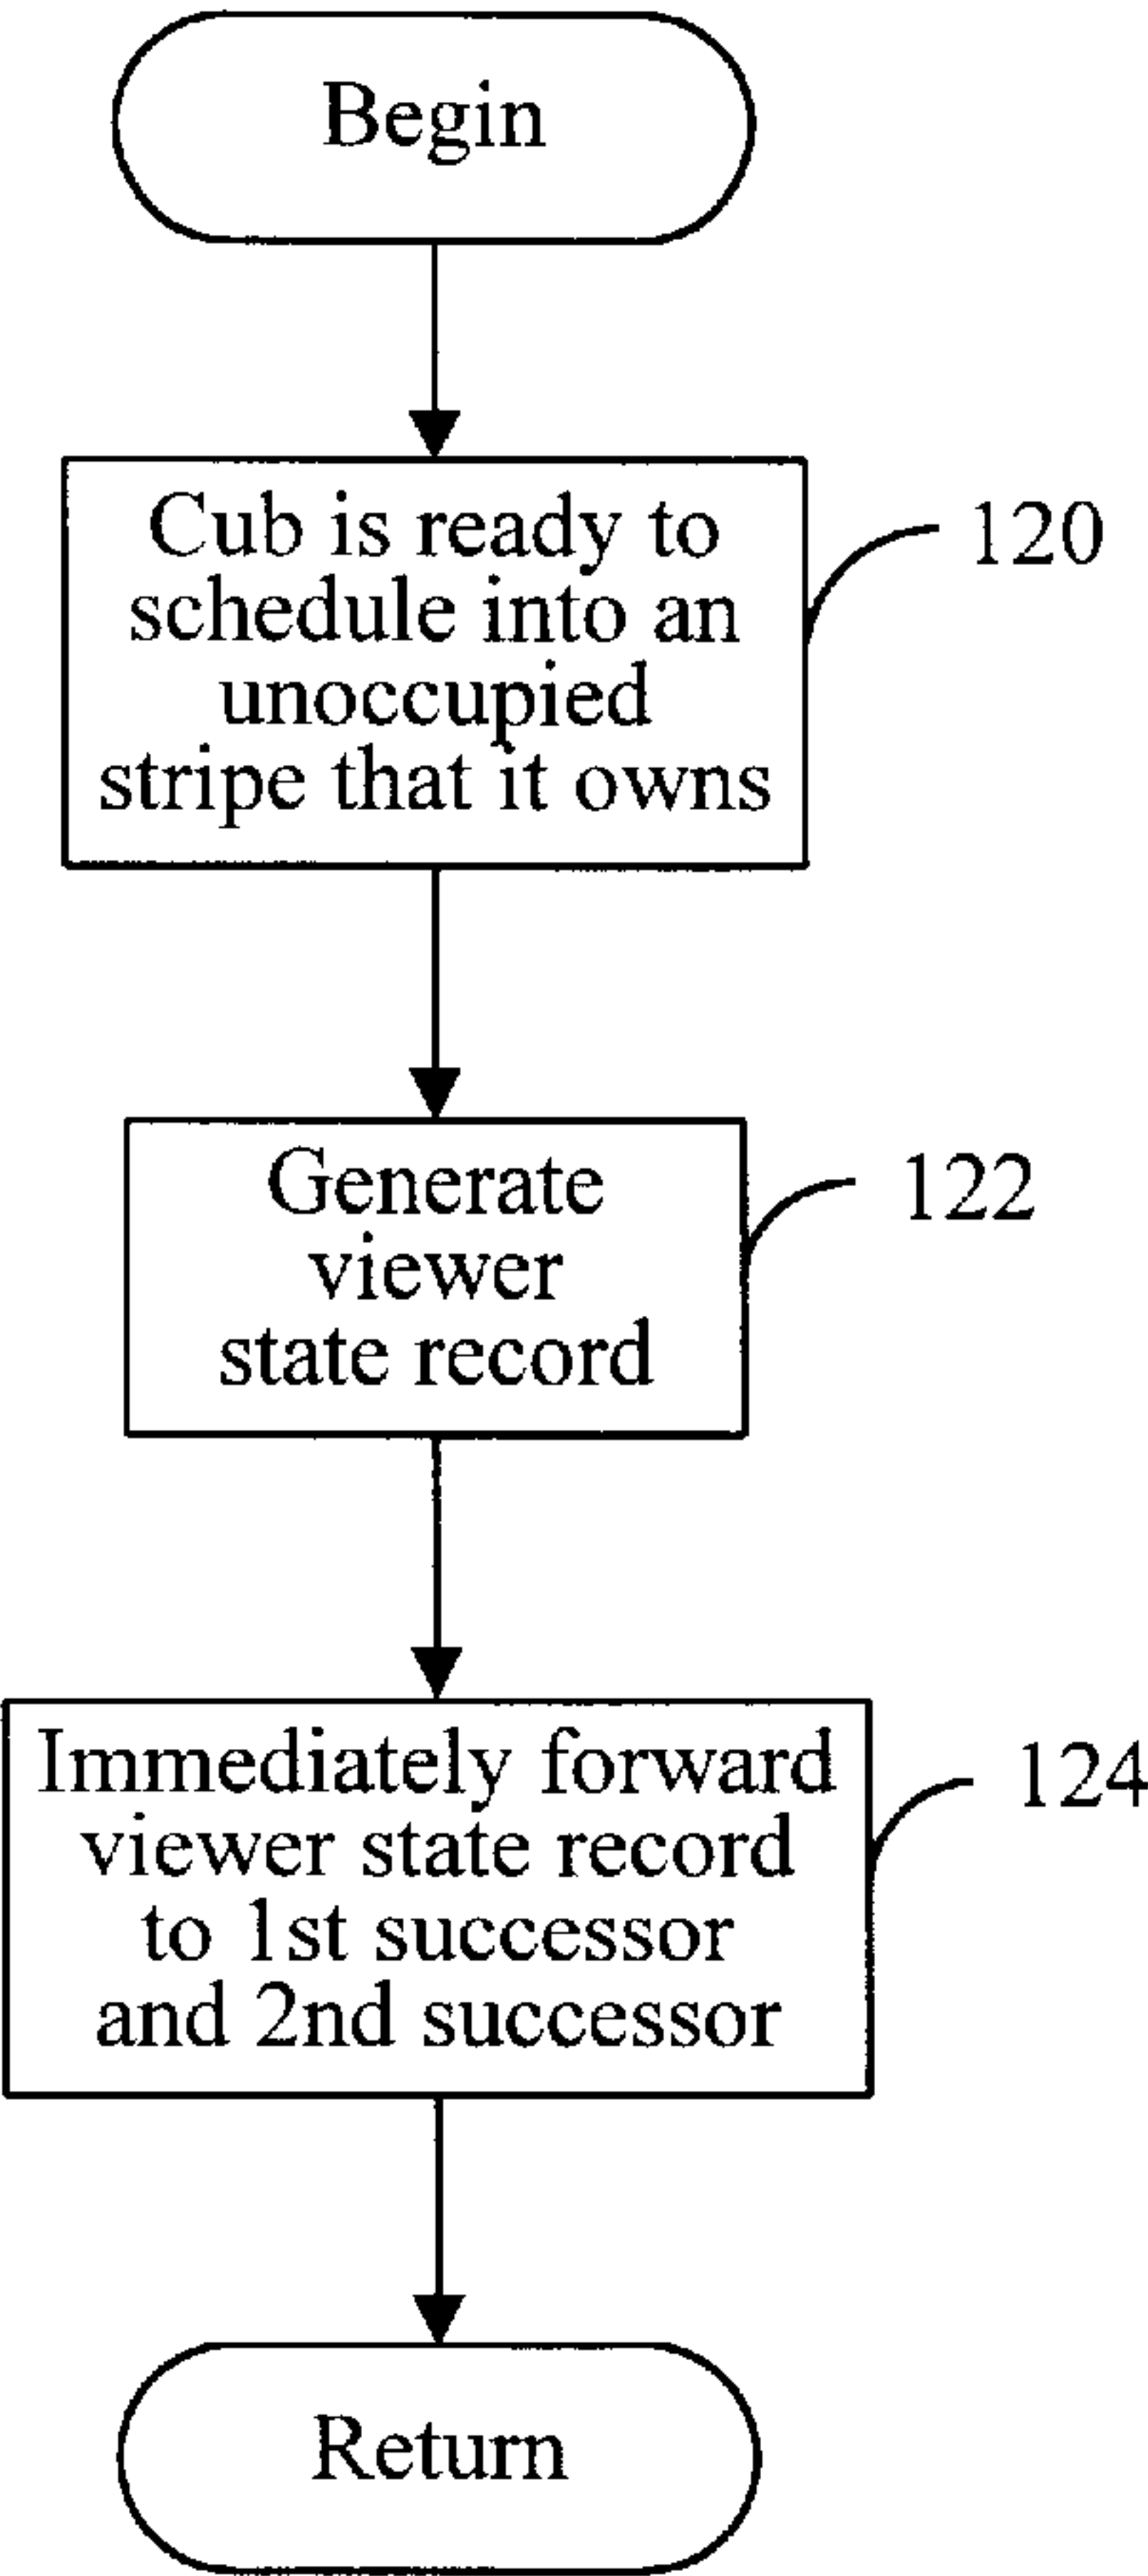 Begin
Cub is ready to
schedule into an
unoccupied
stripe that it owns
120
Generate
viewer
state record
122
Immediately forward
viewer state record
to 1st successor
and 2nd successor
124
Return